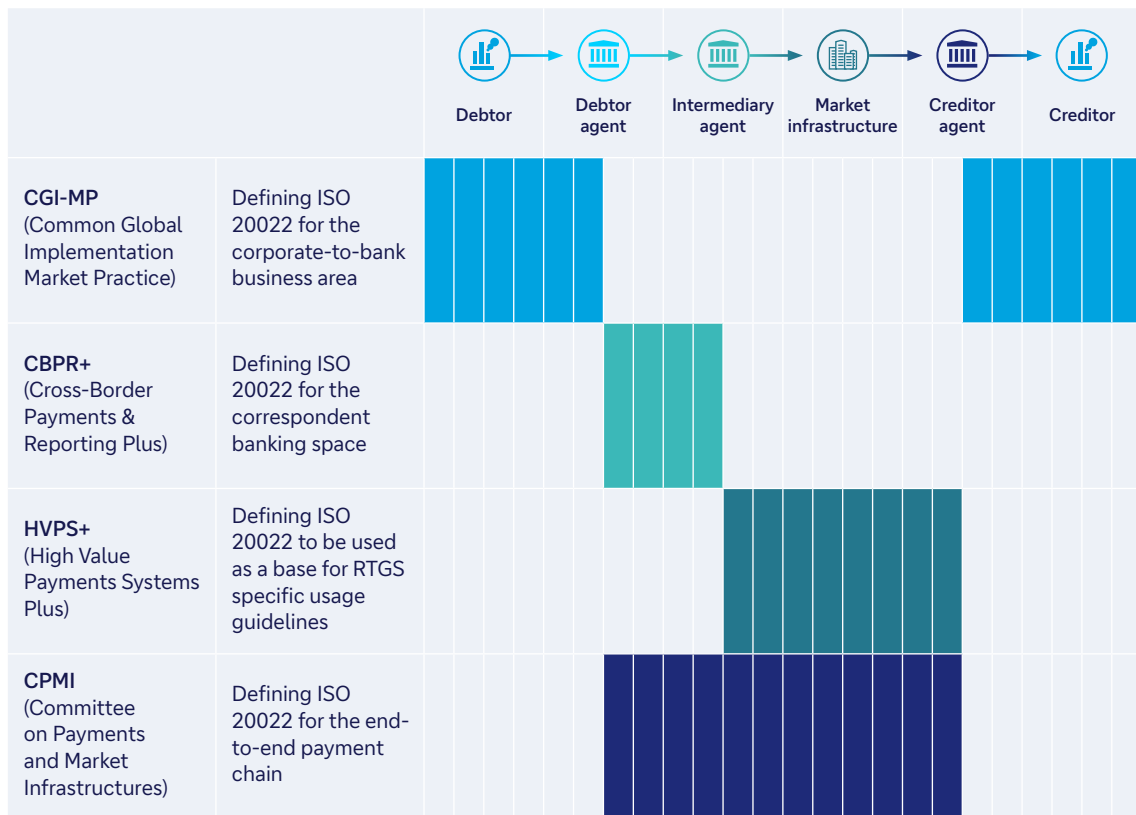 Debtor
Debtor
agent
Intermediary
agent
Market
infrastructure
Creditor
agent
Creditor
CGI-MP
(Common Global
Implementation
Market Practice)
Defining ISO
20022 for the
corporate-to-bank
business area
CBPR+
(Cross-Border
Payments &
Reporting Plus)
Defining ISO
20022 for the
correspondent
banking space
HVPS+
(High Value
Payments Systems
Plus)
Defining ISO
20022 to be used
as a base for RTGS
specific usage
guidelines
CPMI
(Committee
on Payments
and Market
Infrastructures)
Defining ISO
20022 for the end-
to-end payment
chain